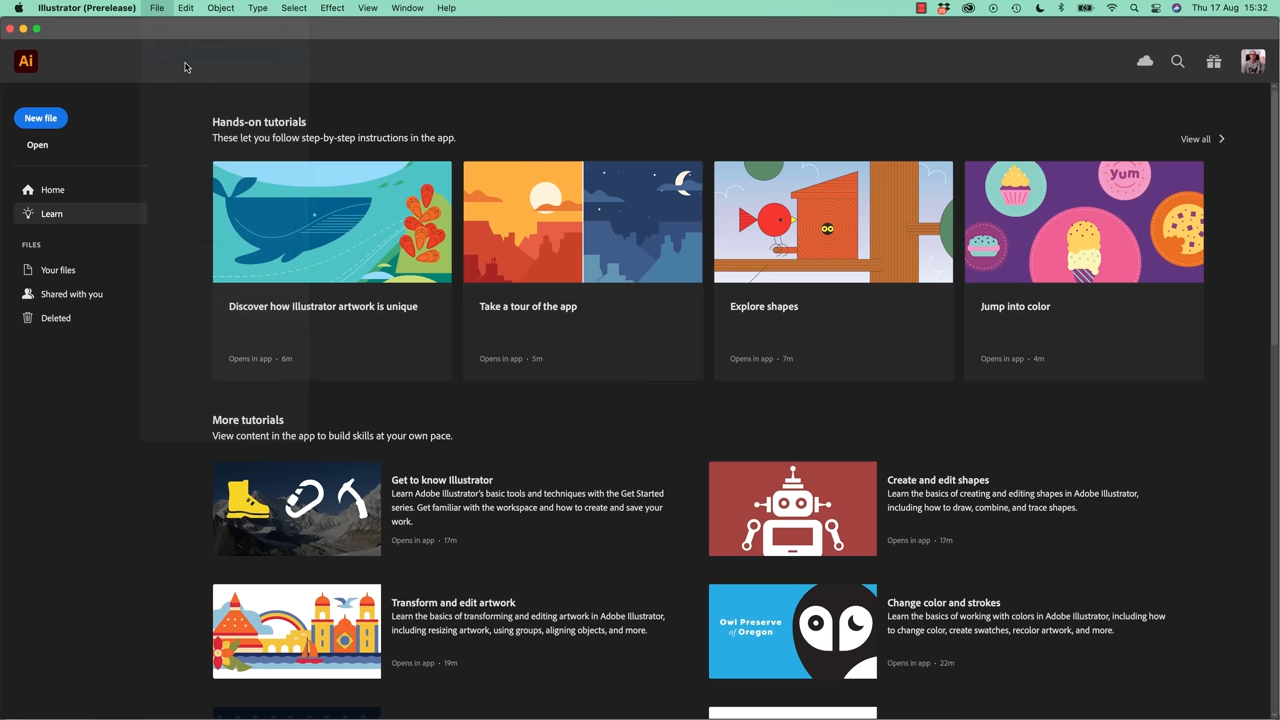 Illustrator (Prerelease) File Edit Object Type Select Effect View Window Help Thu 17 Aug 15:32
Ai
New file
Open
Home
Learn
FILES
Your files
Shared with you
Deleted
Hands-on tutorials
These let you follow step-by-step instructions in the app.
View all
yum
Discover how Illustrator artwork is unique
Opens in app • 6m
Take a tour of the app
Opens in app • 5m
Explore shapes
Opens in app • 7m
Jump into color
Opens in app • 4m
More tutorials
View content in the app to build skills at your own pace.
Get to know Illustrator
Learn Adobe Illustrator's basic tools and techniques with the Get Started
series. Get familiar with the workspace and how to create and save your
work.
Opens in app • 17m
Create and edit shapes
Learn the basics of creating and editing shapes in Adobe Illustrator,
including how to draw, combine, and trace shapes.
Opens in app • 17m
Transform and edit artwork
Learn the basics of transforming and editing artwork in Adobe Illustrator,
including resizing artwork, using groups, aligning objects, and more.
Opens in app • 19m
Owl Preserve
of Oregon
Change color and strokes
Learn the basics of working with colors in Adobe Illustrator, including how
to change color, create swatches, recolor artwork, and more.
Opens in app • 22m